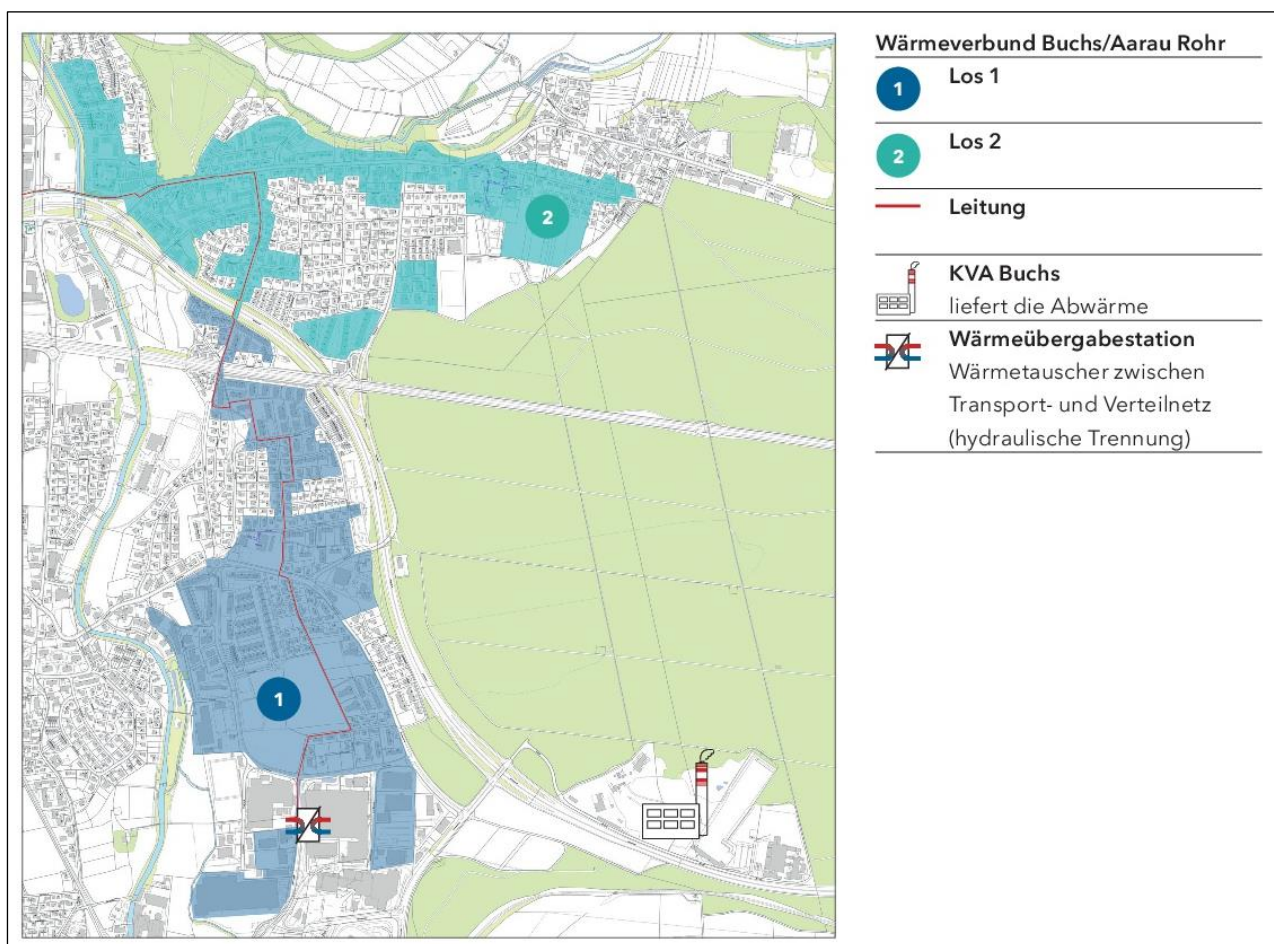 Wärmeverbund Buchs/Aarau Rohr
1
Los 1
2
Los 2
Leitung
KVA Buchs
liefert die Abwärme
Wärmeübergabestation
Wärmetauscher zwischen
Transport- und Verteilnetz
(hydraulische Trennung)
2
1